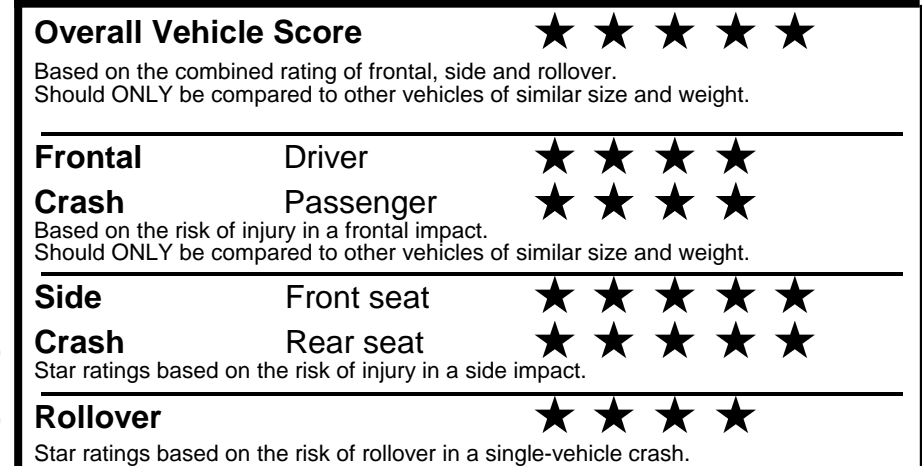 Overall Vehicle Score ★ ★ ★ ★ ★
Based on the combined rating of frontal, side and rollover.
Should ONLY be compared to other vehicles of similar size and weight.
Frontal Driver ★ ★ ★ ★
Crash Passenger ★ ★ ★ ★
Based on the risk of injury in a frontal impact.
Should ONLY be compared to other vehicles of similar size and weight.
Side Front seat ★ ★ ★ ★ ★
Crash Rear seat ★ ★ ★ ★ ★
Star ratings based on the risk of injury in a side impact.
Rollover ★ ★ ★ ★
Star ratings based on the risk of rollover in a single-vehicle crash.